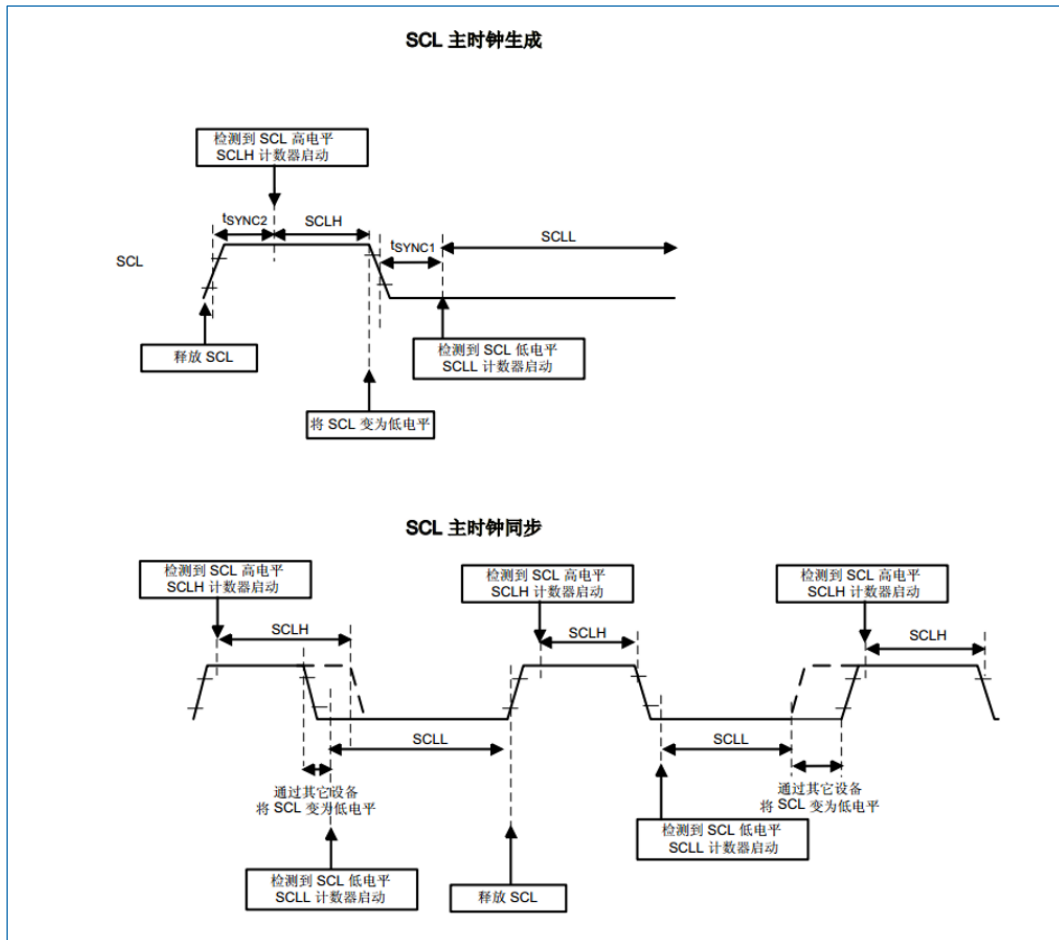 SCL 主时钟生成
检测到 SCL 高电平
SCLH 计数器启动
tSYNC2
SCLH
tSYNC1
SCLL
SCL
释放 SCL
检测到 SCL 低电平
SCLL 计数器启动
将 SCL 变为低电平
SCL 主时钟同步
检测到 SCL 高电平
SCLH 计数器启动
检测到 SCL 高电平
SCLH 计数器启动
检测到 SCL 高电平
SCLH 计数器启动
SCLH
SCLH
SCLH
SCLL
SCLL
通过其它设备
将 SCL 变为低电平
通过其它设备
将 SCL 变为低电平
检测到 SCL 低电平
SCLL 计数器启动
检测到 SCL 低电平
SCLL 计数器启动
释放 SCL